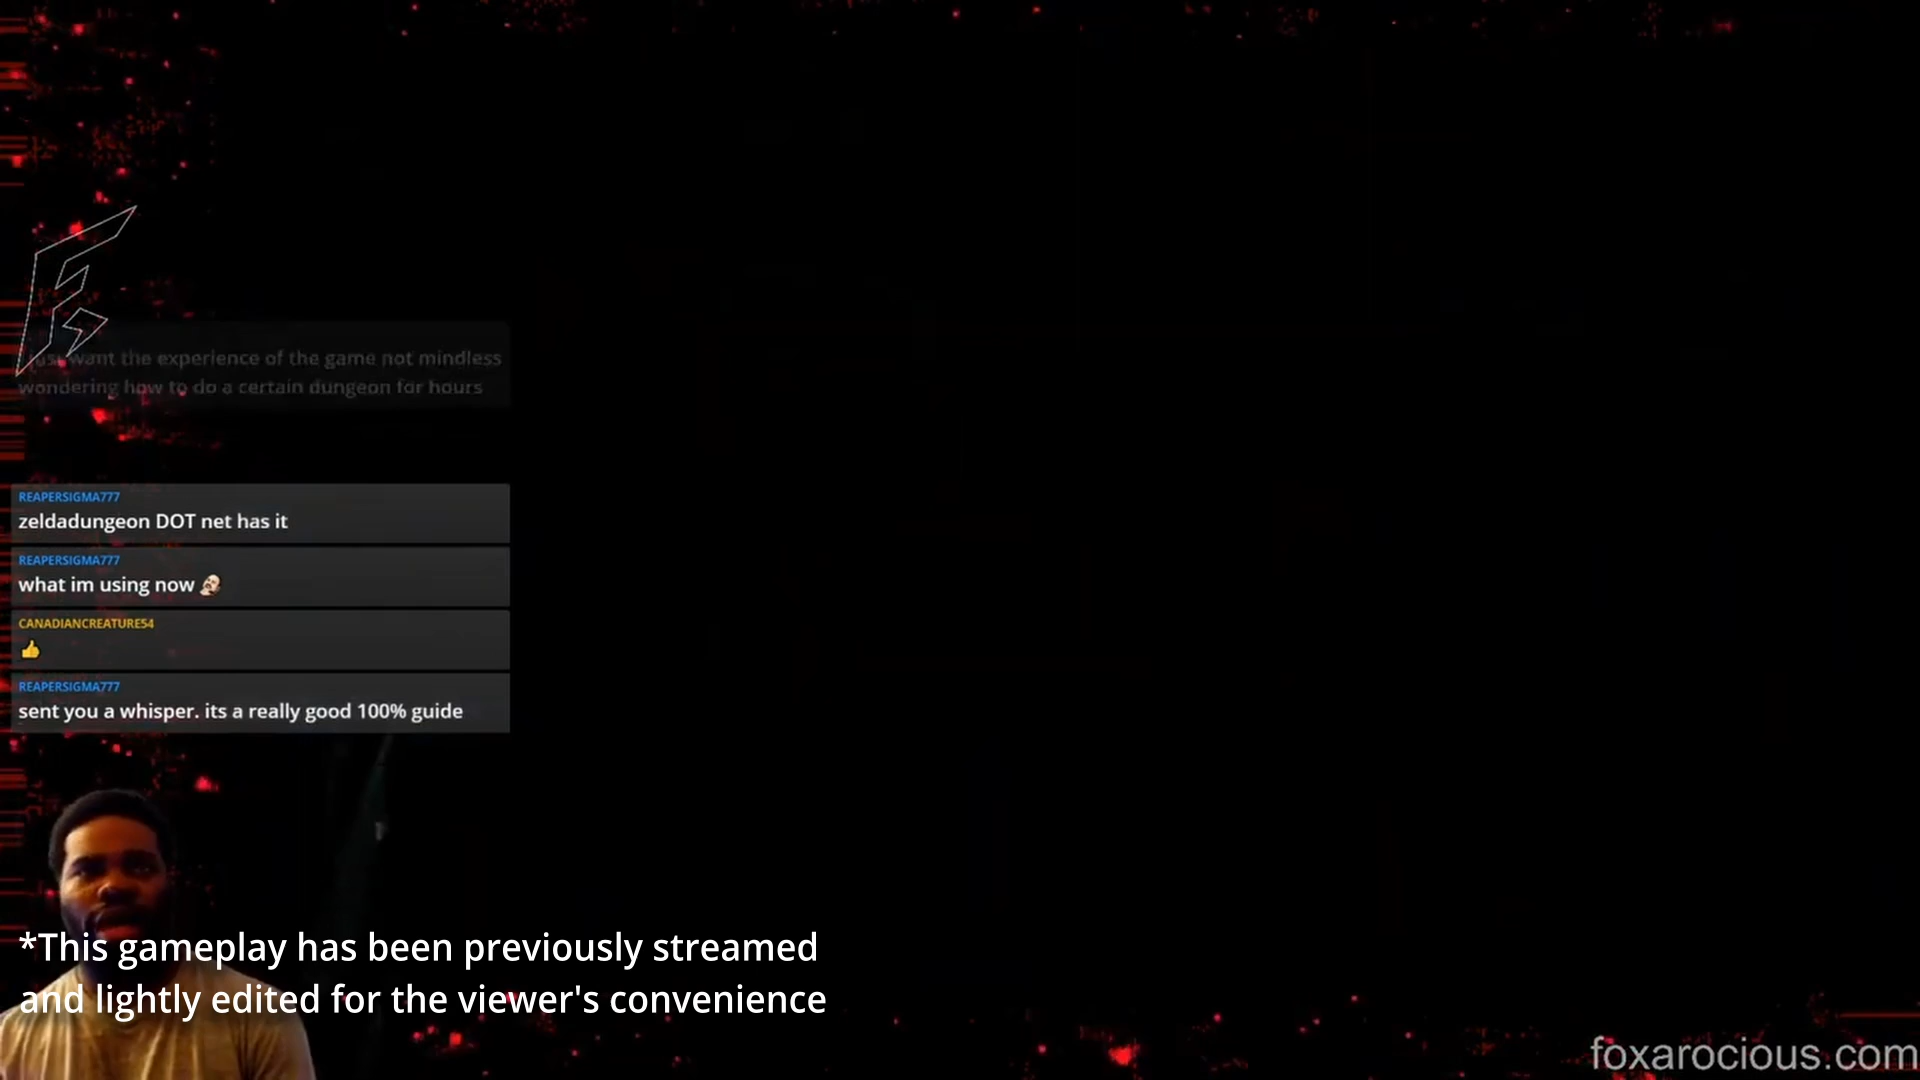 just want the experience of the game not mindless
wondering how to do a certain dungeon for hours
REAPERSIGMA777
zeldadungeon DOT net has it
REAPERSIGMA777
what im using now
CANADIANCREATURE54
REAPERSIGMA777
sent you a whisper. its a really good 100% guide
*This gameplay has been previously streamed
and lightly edited for the viewer's convenience
foxarocious.com